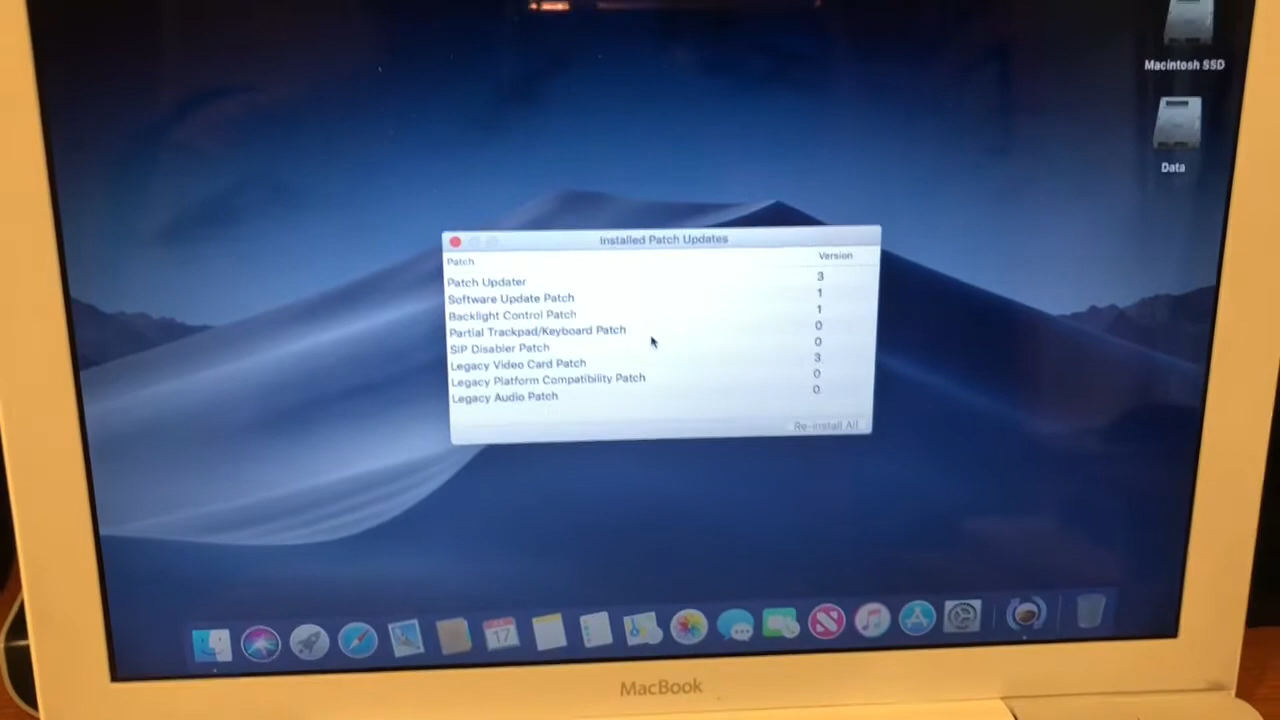 Macintosh SSD
Data
Installed Patch Updates
Patch Version
Patch Updater 3
Software Update Patch 1
Backlight Control Patch 1
Partial Trackpad/Keyboard Patch 0
SIP Disabler Patch 0
Legacy Video Card Patch 3
Legacy Platform Compatibility Patch 0
Legacy Audio Patch 0
Re-install All
17
MacBook